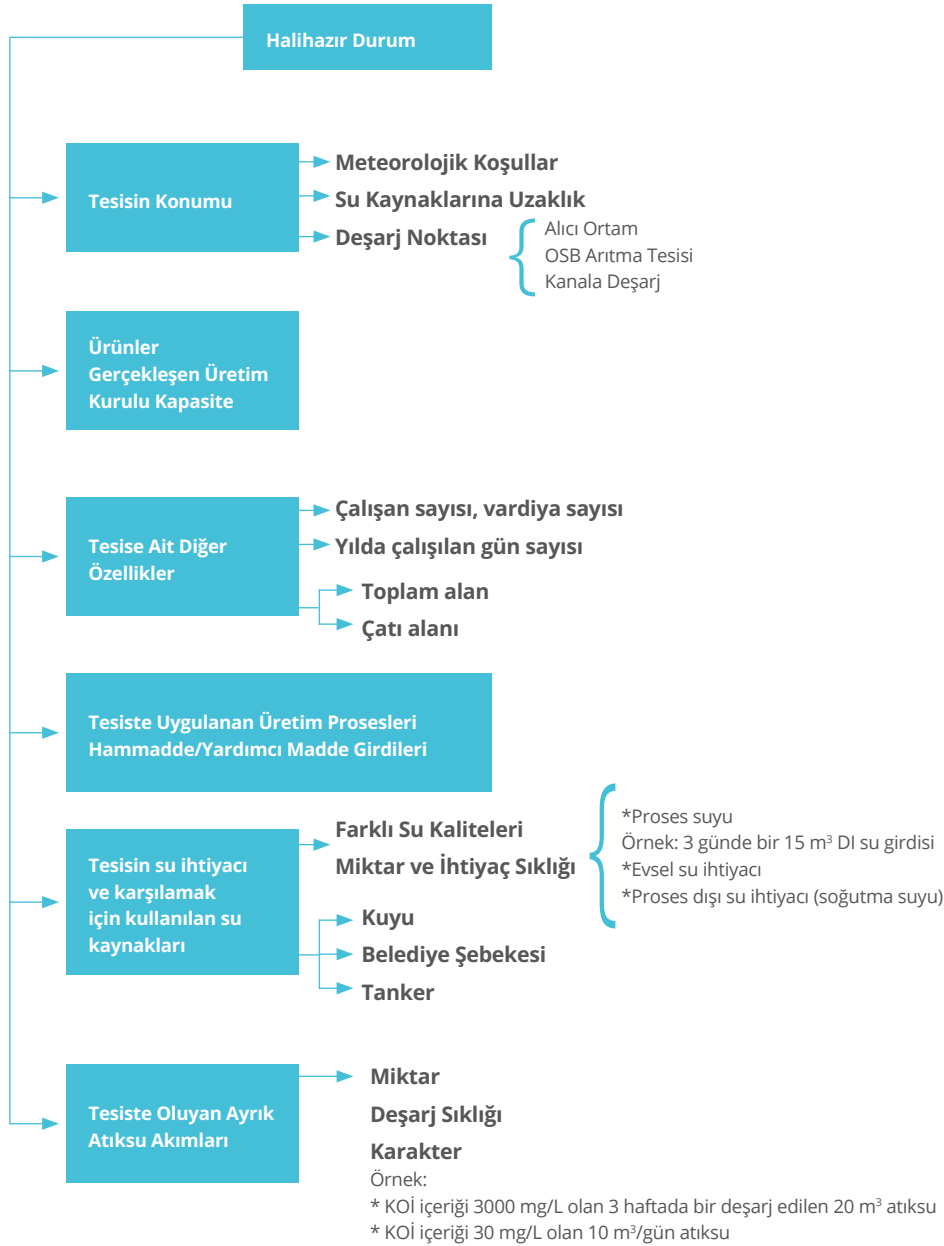 Halihazır Durum
Tesisin Konumu
Meteorolojik Koşullar
Su Kaynaklarına Uzaklık
Deşarj Noktası
Alıcı Ortam
OSB Arıtma Tesisi
Kanala Deşarj
Ürünler
Gerçekleşen Üretim
Kurulu Kapasite
Tesise Ait Diğer
Özellikler
Çalışan sayısı, vardiya sayısı
Yılda çalışılan gün sayısı
Toplam alan
Çatı alanı
Tesiste Uygulanan Üretim Prosesleri
Hammadde/Yardımcı Madde Girdileri
Tesisin su ihtiyacı
ve karşılamak
için kullanılan su
kaynakları
Farklı Su Kaliteleri
Miktar ve İhtiyaç Sıklığı
*Proses suyu
Örnek: 3 günde bir 15 m³ DI su girdisi
*Evsel su ihtiyacı
*Proses dışı su ihtiyacı (soğutma suyu)
Kuyu
Belediye Şebekesi
Tanker
Tesiste Oluyan Ayrık
Atıksu Akımları
Miktar
Deşarj Sıklığı
Karakter
Örnek:
* KOİ içeriği 3000 mg/L olan 3 haftada bir deşarj edilen 20 m³ atıksu
* KOİ içeriği 30 mg/L olan 10 m³/gün atıksu